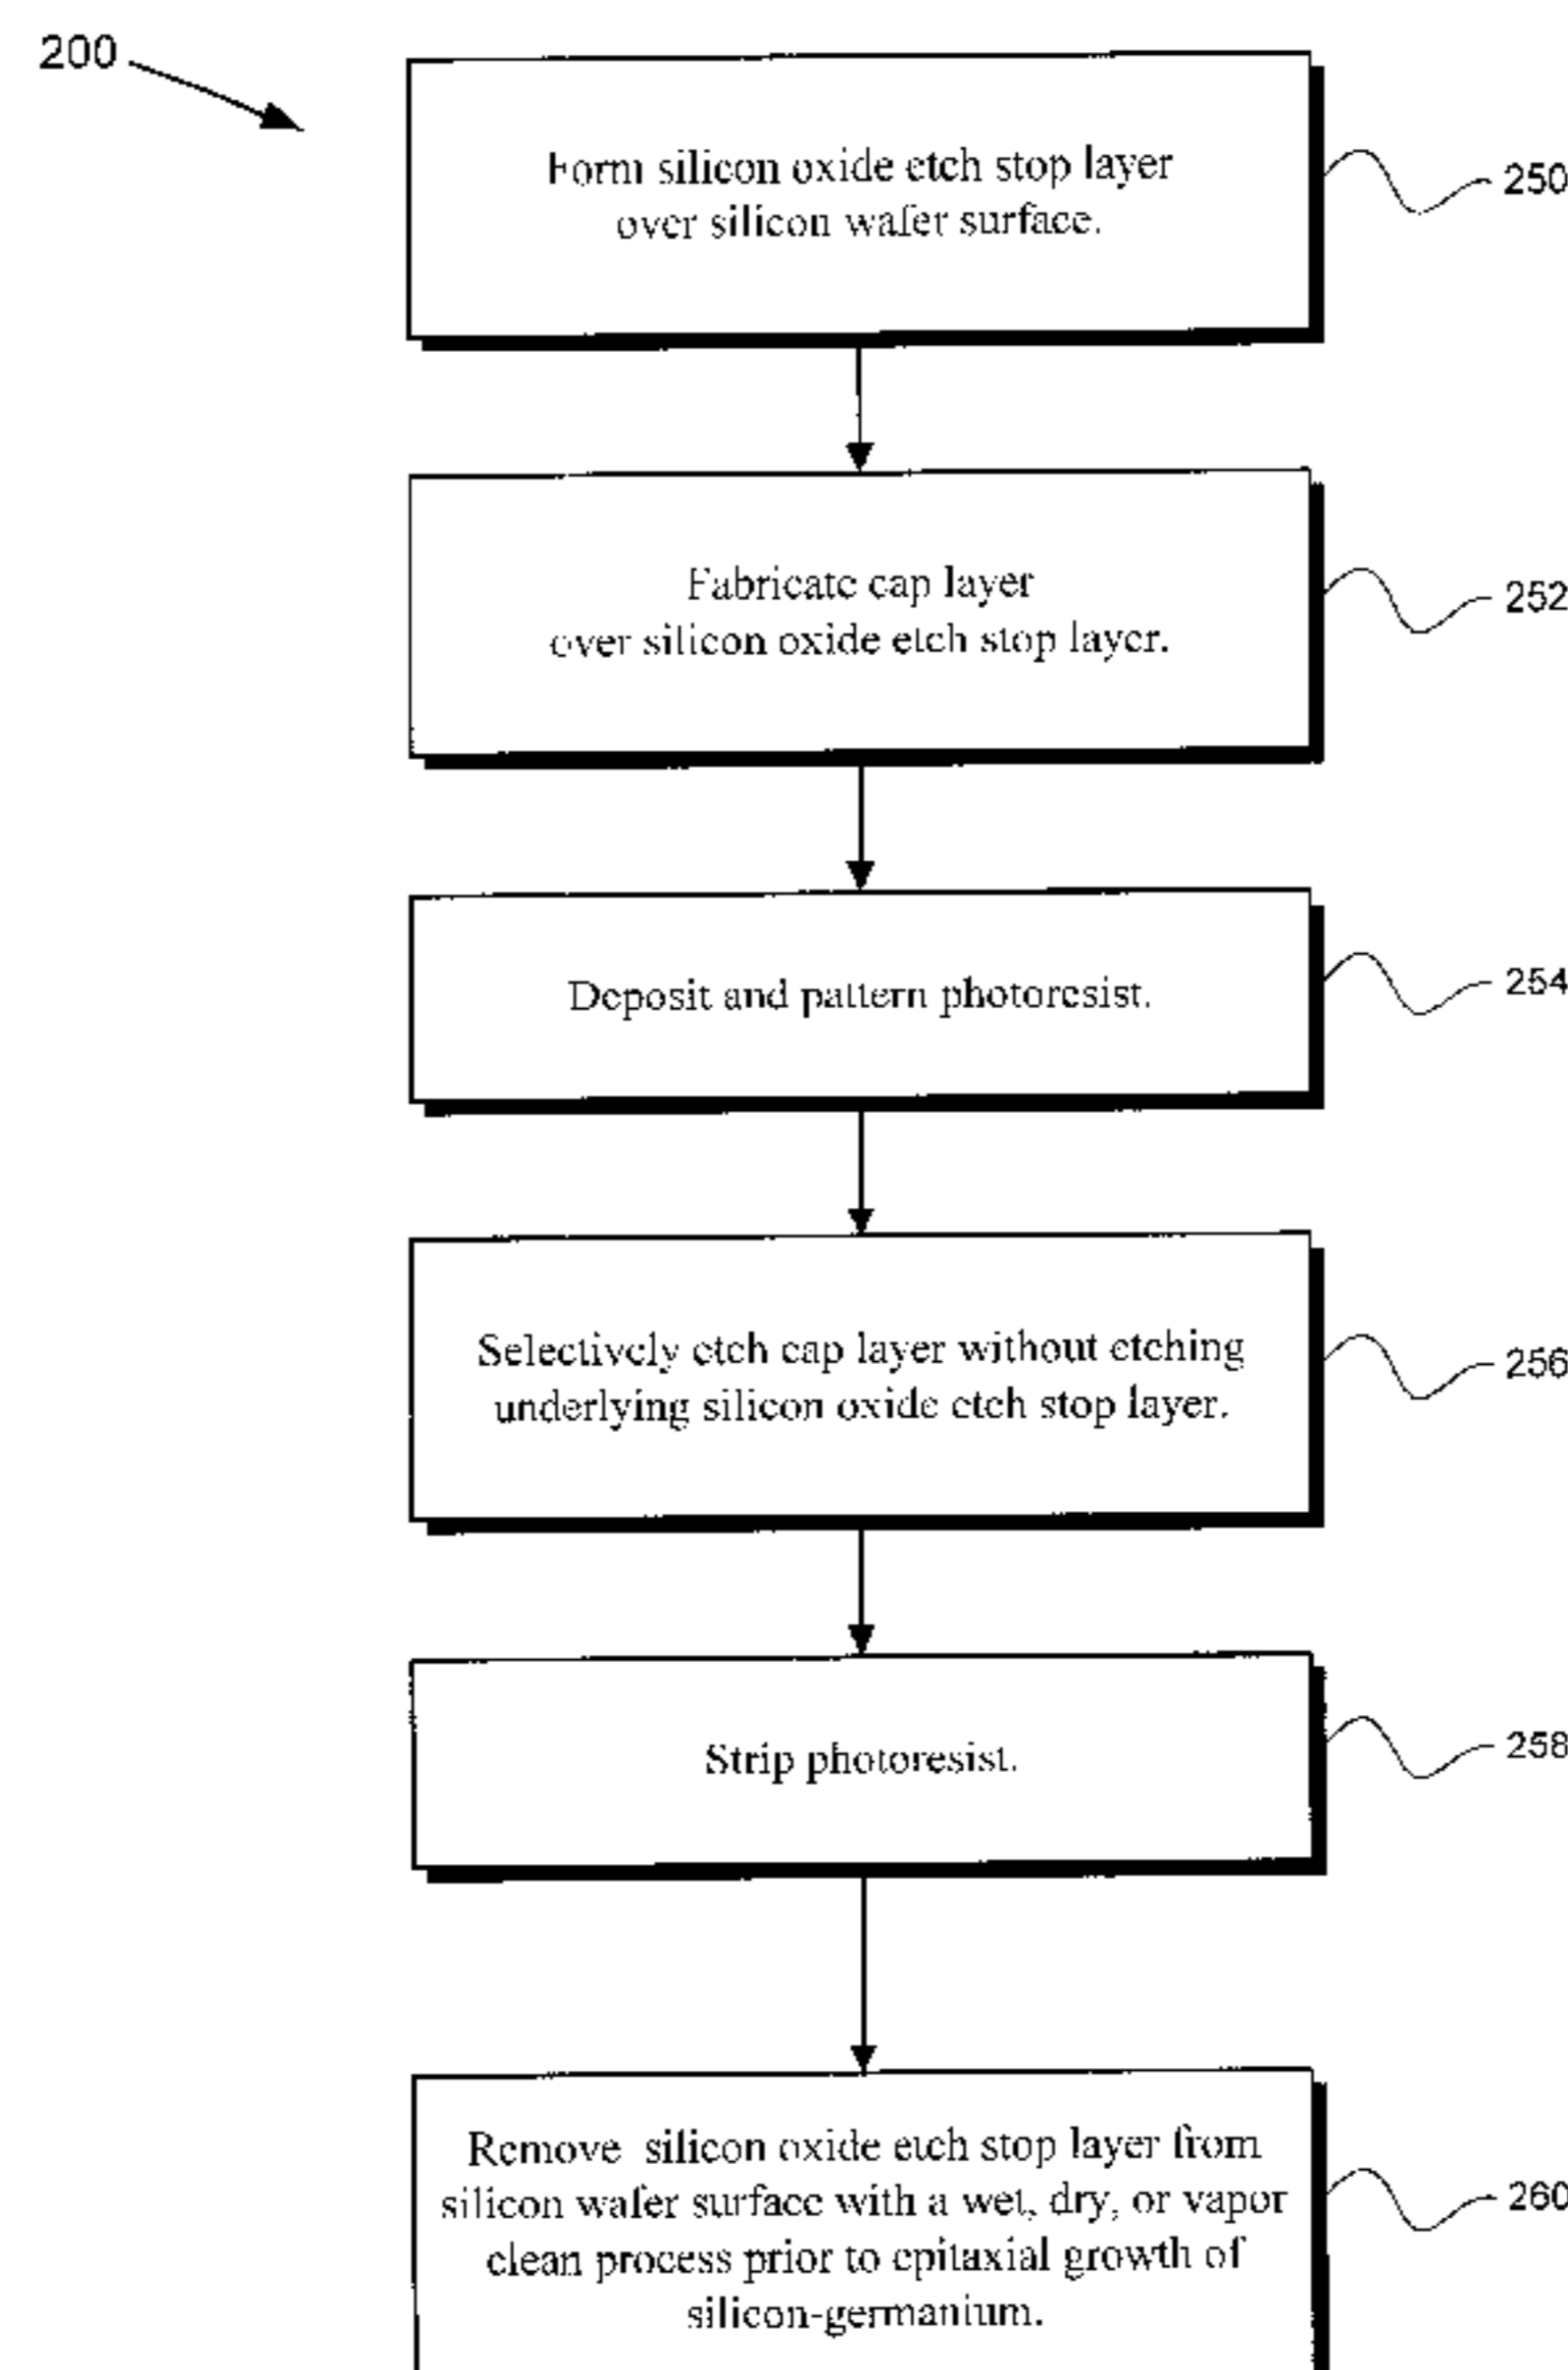 200
Form silicon oxide etch stop layer
over silicon wafer surface.
250
Fabricate cap layer
over silicon oxide etch stop layer.
252
Deposit and pattern photoresist.
254
Selectively etch cap layer without etching
underlying silicon oxide etch stop layer.
256
Strip photoresist.
258
Remove silicon oxide etch stop layer from
silicon wafer surface with a wet, dry, or vapor
clean process prior to epitaxial growth of
silicon-germanium.
260